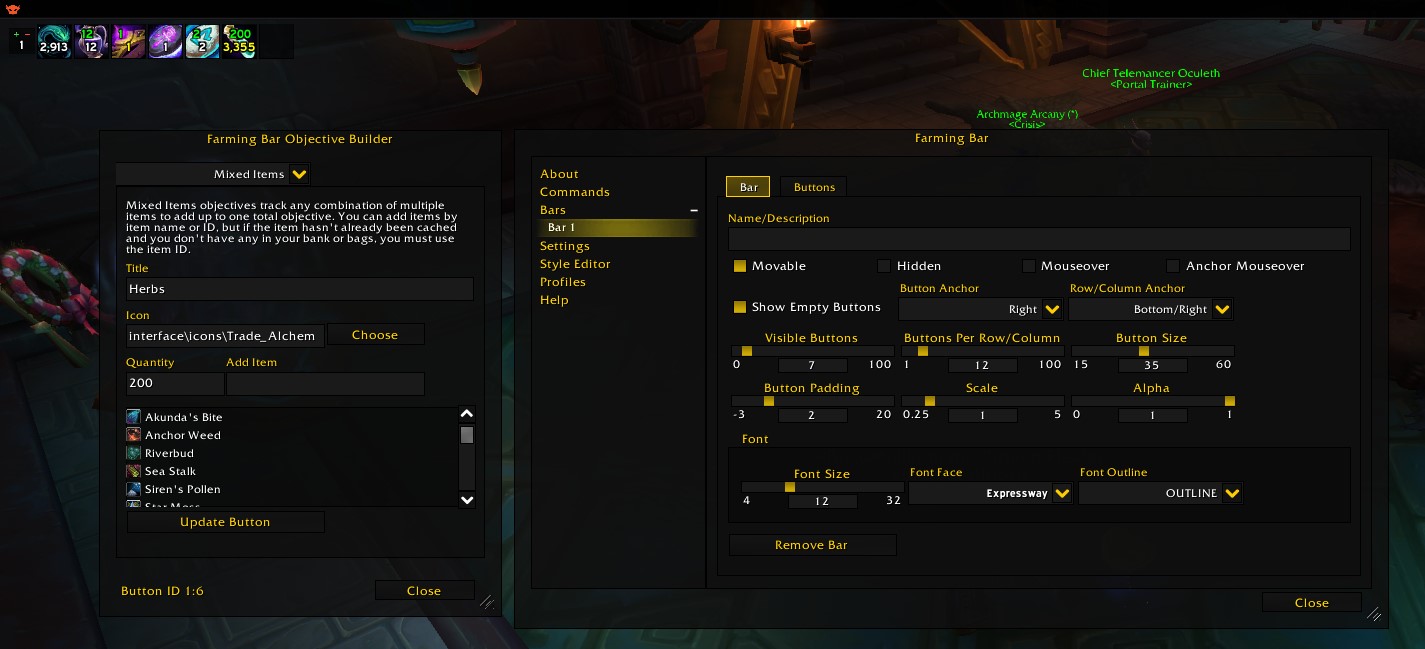 + -
1
2,913
12
12
1
1
1
2
2
200
3,355
Chief Telemancer Oculeth
<Portal Trainer>
Archmage Arcany (*)
<Crisis>
Farming Bar Objective Builder
Mixed Items
Mixed Items objectives track any combination of multiple
items to add up to one total objective. You can add items by
item name or ID, but if the item hasn't already been cached
and you don't have any in your bank or bags, you must use
the item ID.
Title
Herbs
Icon
interface\icons\Trade_Alchem
Choose
Quantity Add Item
200
Akunda's Bite
Anchor Weed
Riverbud
Sea Stalk
Siren's Pollen
Star Moss
Update Button
Button ID 1:6
Close
Farming Bar
About
Commands
Bars
Bar 1
Settings
Style Editor
Profiles
Help
Bar Buttons
Name/Description
Movable Hidden Mouseover Anchor Mouseover
Button Anchor Row/Column Anchor
Show Empty Buttons Right Bottom/Right
Visible Buttons Buttons Per Row/Column Button Size
0 7 100 1 12 100 15 35 60
Button Padding Scale Alpha
-3 2 20 0.25 1 5 0 1 1
Font
Font Size Font Face Font Outline
Expressway OUTLINE
4 12 32
Remove Bar
Close